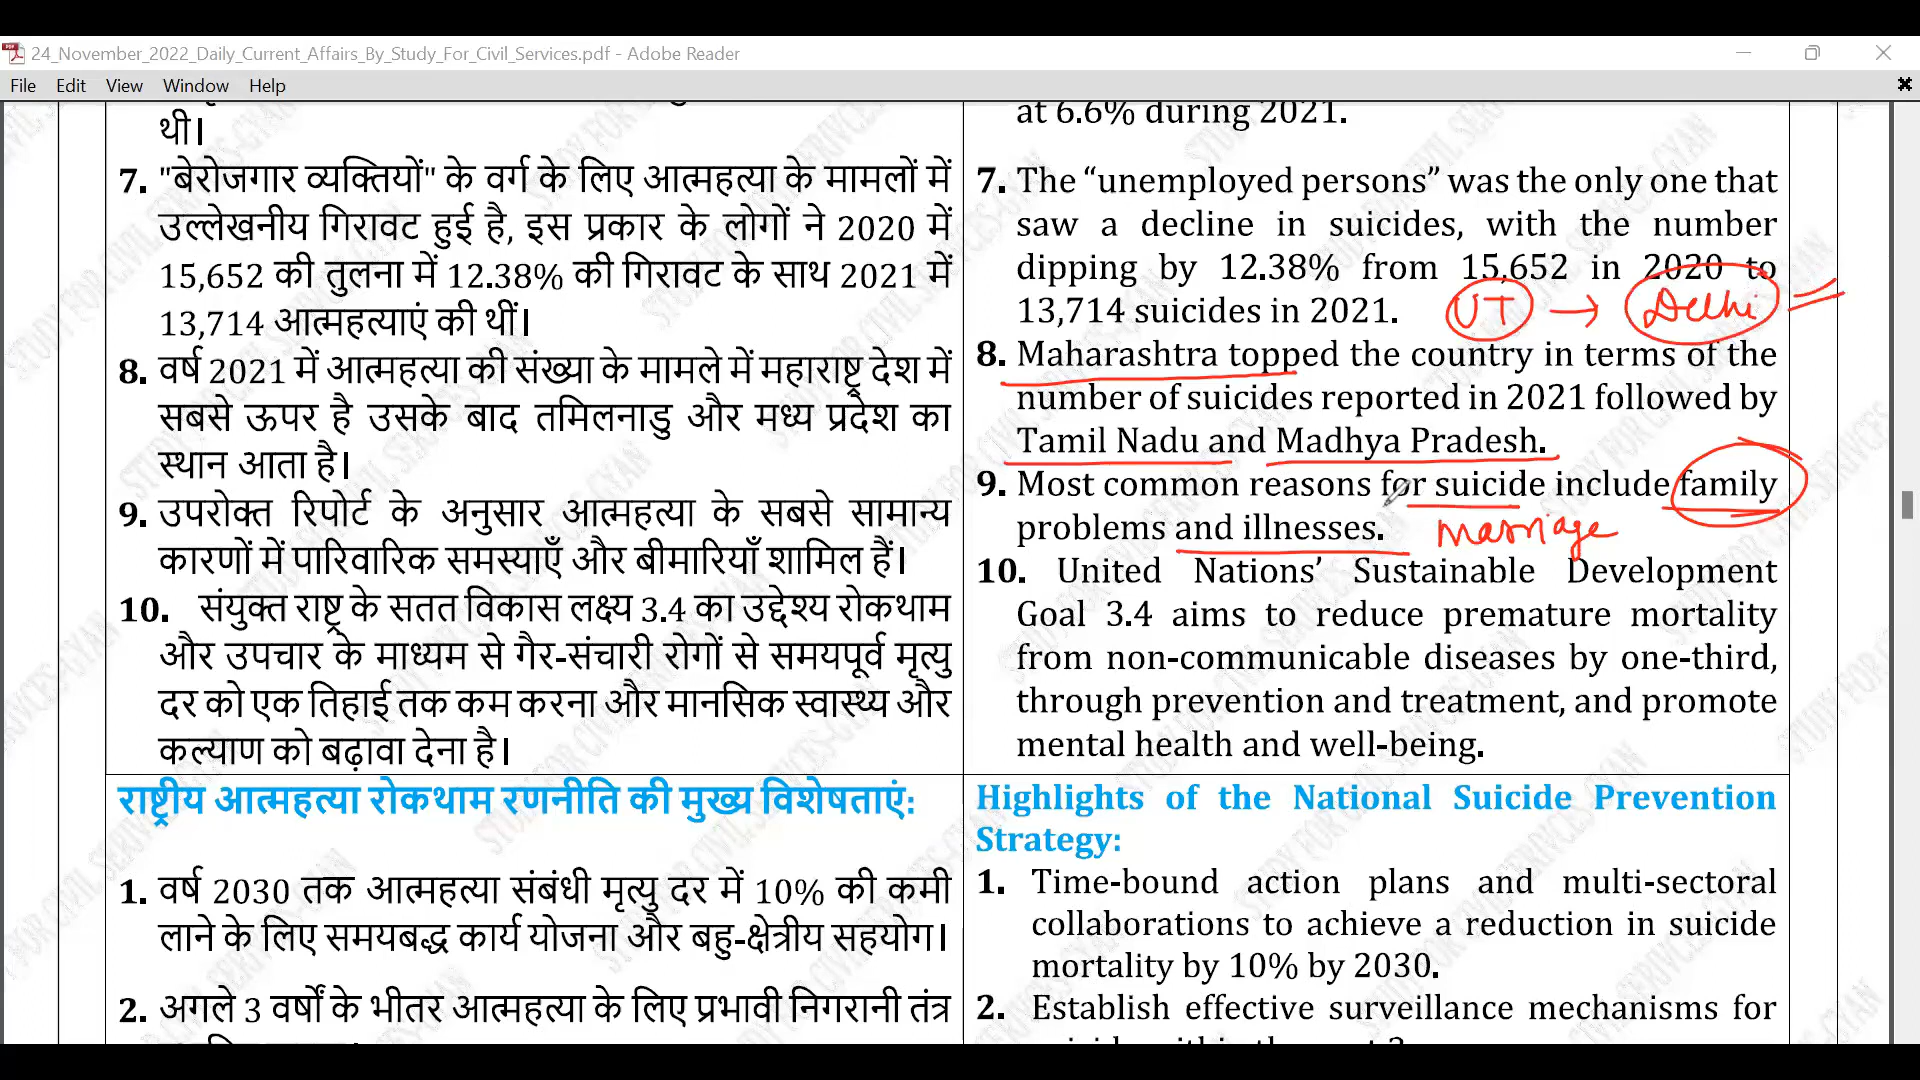 24_November_2022_Daily_Current_Affairs_By_Study_For_Civil_Services.pdf - Adobe Reader
File Edit View Window Help
थी।
7. "बेरोजगार व्यक्तियों" के वर्ग के लिए आत्महत्या के मामलों में
उल्लेखनीय गिरावट हुई है, इस प्रकार के लोगों ने 2020 में
15,652 की तुलना में 12.38% की गिरावट के साथ 2021 में
13,714 आत्महत्याएं की थीं।
8. वर्ष 2021 में आत्महत्या की संख्या के मामले में महाराष्ट्र देश में
सबसे ऊपर है उसके बाद तमिलनाडु और मध्य प्रदेश का
स्थान आता है।
9. उपरोक्त रिपोर्ट के अनुसार आत्महत्या के सबसे सामान्य
कारणों में पारिवारिक समस्याएँ और बीमारियाँ शामिल हैं।
10. संयुक्त राष्ट्र के सतत विकास लक्ष्य 3.4 का उद्देश्य रोकथाम
और उपचार के माध्यम से गैर-संचारी रोगों से समयपूर्व मृत्यु
दर को एक तिहाई तक कम करना और मानसिक स्वास्थ्य और
कल्याण को बढ़ावा देना है।
राष्ट्रीय आत्महत्या रोकथाम रणनीति की मुख्य विशेषताएं:
1. वर्ष 2030 तक आत्महत्या संबंधी मृत्यु दर में 10% की कमी
लाने के लिए समयबद्ध कार्य योजना और बहु-क्षेत्रीय सहयोग।
2. अगले 3 वर्षों के भीतर आत्महत्या के लिए प्रभावी निगरानी तंत्र
at 6.6% during 2021.
7. The “unemployed persons” was the only one that
saw a decline in suicides, with the number
dipping by 12.38% from 15,652 in 2020 to
13,714 suicides in 2021.
UT → Delhi
8. Maharashtra topped the country in terms of the
number of suicides reported in 2021 followed by
Tamil Nadu and Madhya Pradesh.
9. Most common reasons for suicide include family
problems and illnesses.
marriage
10. United Nations’ Sustainable Development
Goal 3.4 aims to reduce premature mortality
from non-communicable diseases by one-third,
through prevention and treatment, and promote
mental health and well-being.
Highlights of the National Suicide Prevention
Strategy:
1. Time-bound action plans and multi-sectoral
collaborations to achieve a reduction in suicide
mortality by 10% by 2030.
2. Establish effective surveillance mechanisms for